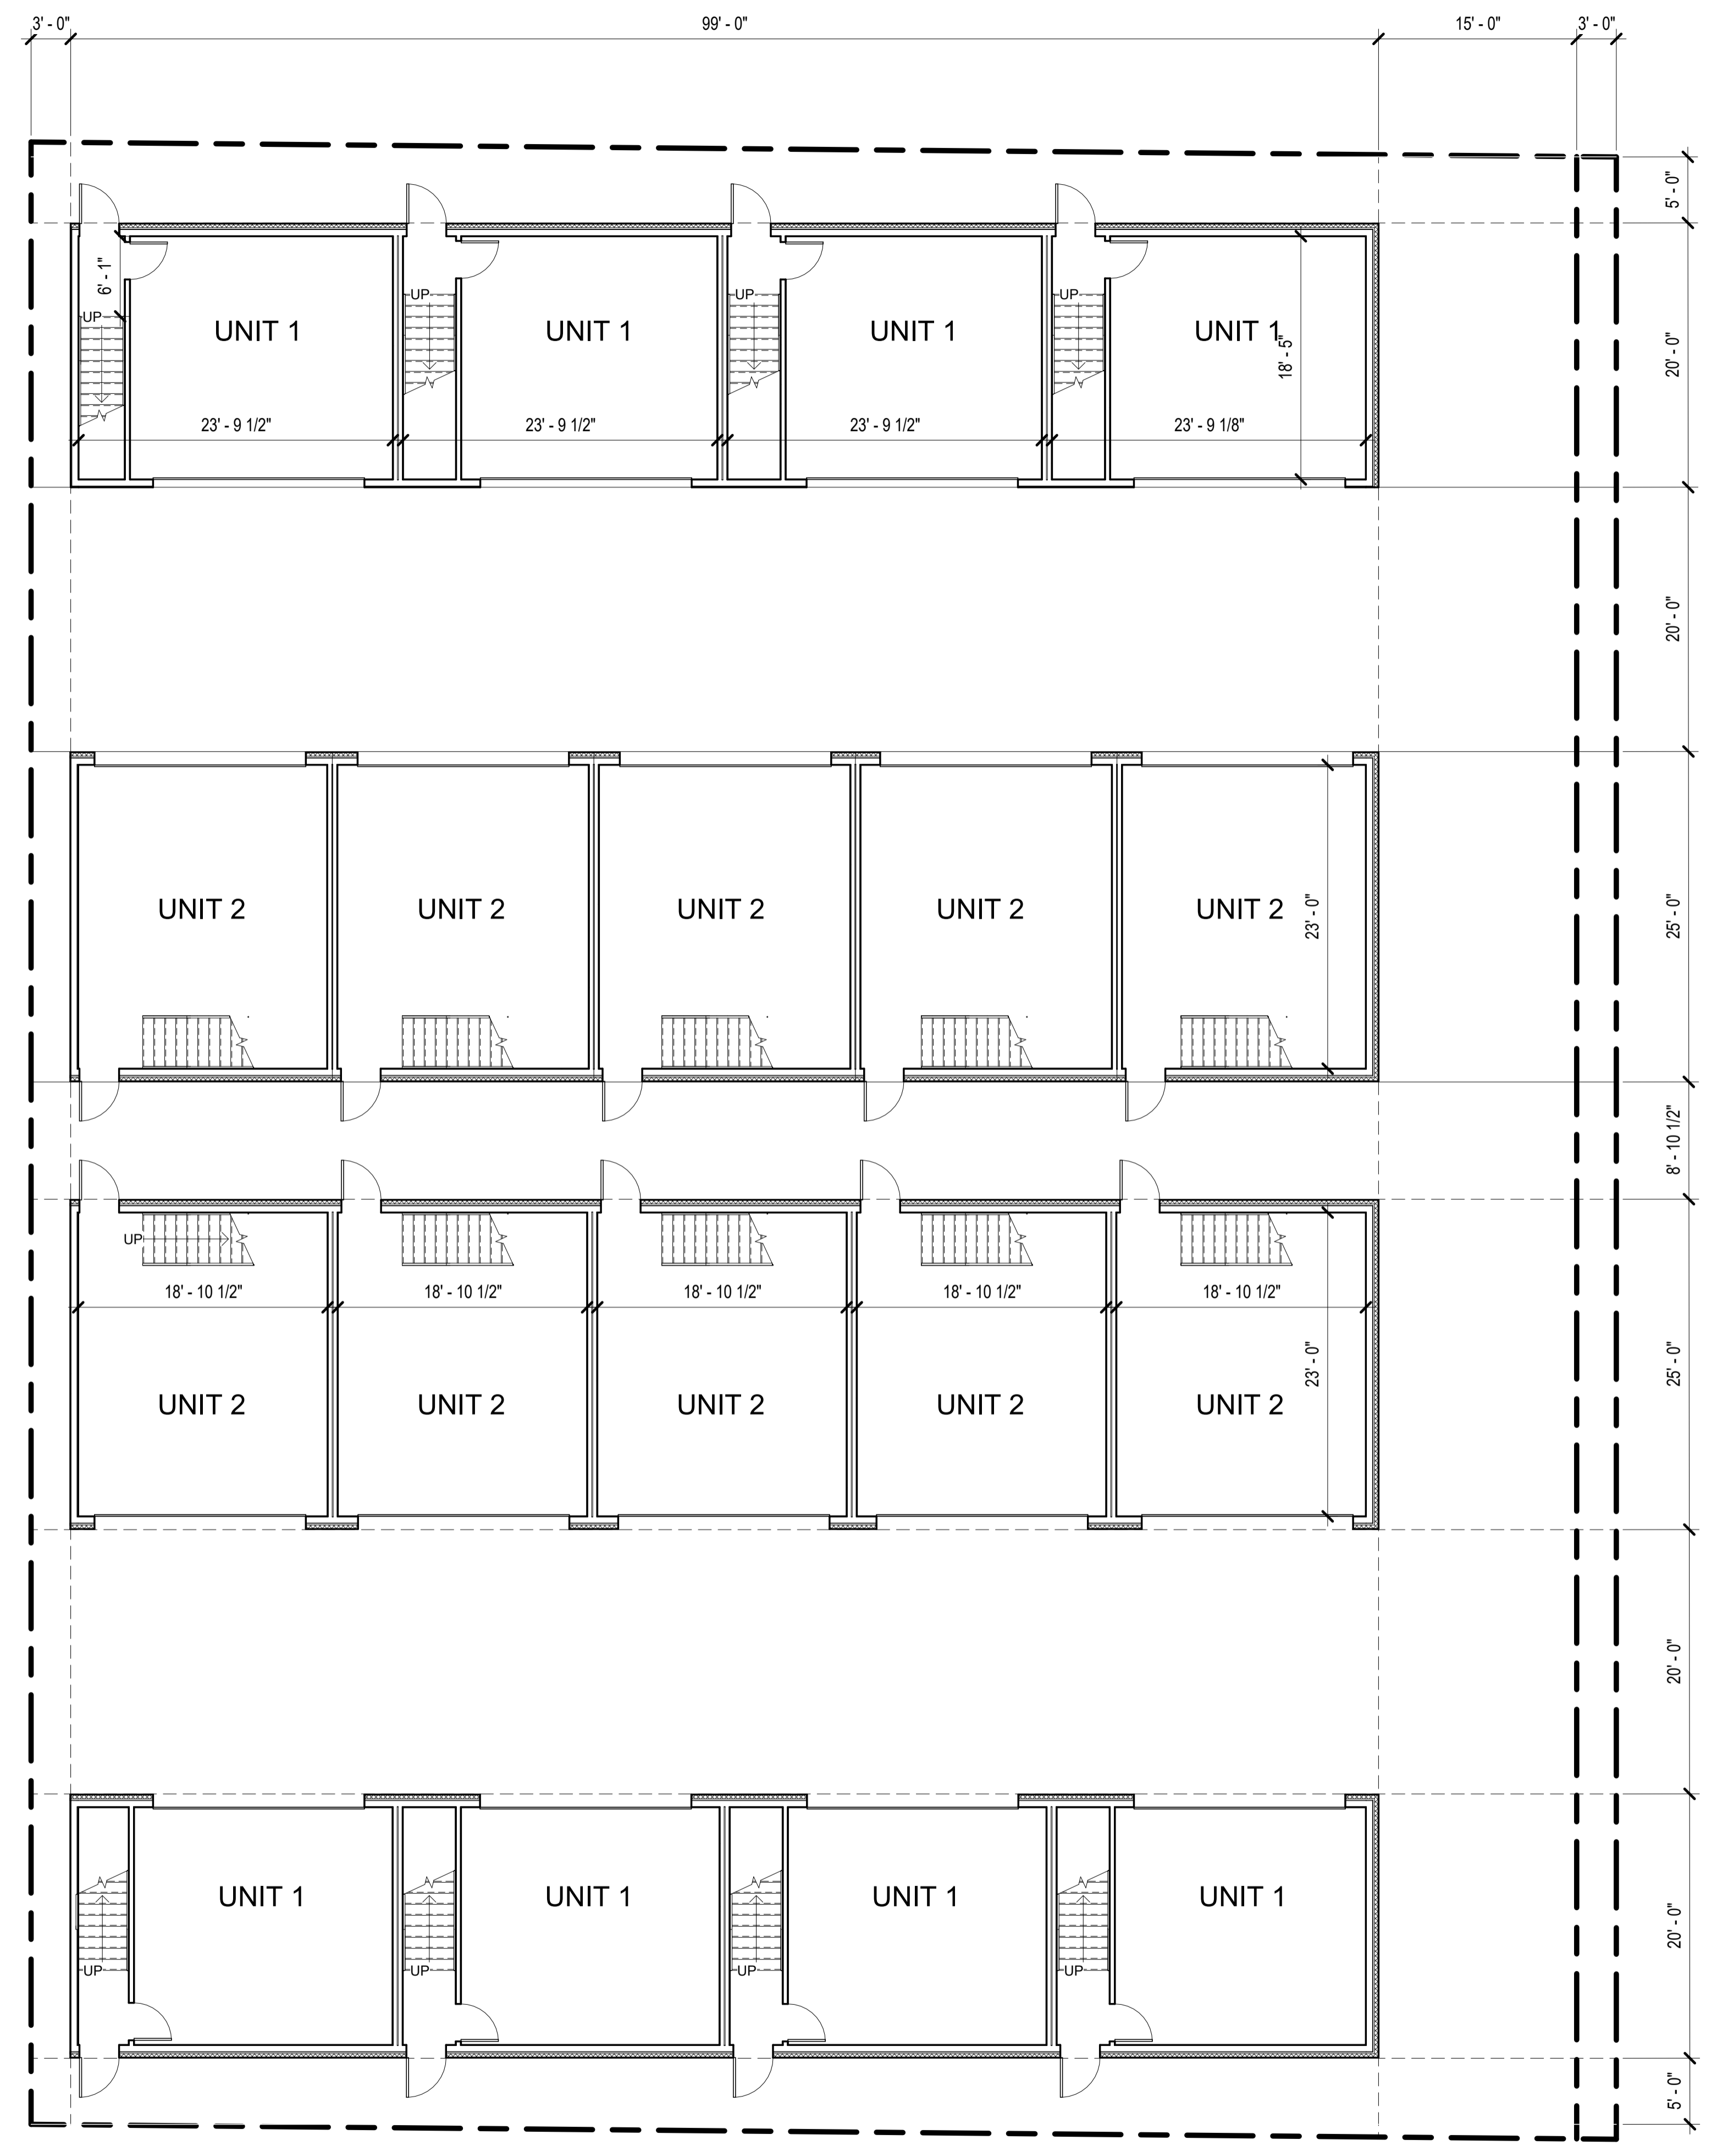 3' - 0" 99' - 0" 15' - 0" 3' - 0"
5' - 0"
6' - 1"
UP UP UP UP
UNIT 1 UNIT 1 UNIT 1 UNIT 1
18' - 5"
20' - 0"
23' - 9 1/2" 23' - 9 1/2" 23' - 9 1/2" 23' - 9 1/8"
20' - 0"
UNIT 2 UNIT 2 UNIT 2 UNIT 2 UNIT 2
23' - 0"
25' - 0"
8' - 10 1/2"
UP
18' - 10 1/2" 18' - 10 1/2" 18' - 10 1/2" 18' - 10 1/2" 18' - 10 1/2"
23' - 0"
25' - 0"
UNIT 2 UNIT 2 UNIT 2 UNIT 2 UNIT 2
20' - 0"
UNIT 1 UNIT 1 UNIT 1 UNIT 1
20' - 0"
UP UP UP UP
5' - 0"